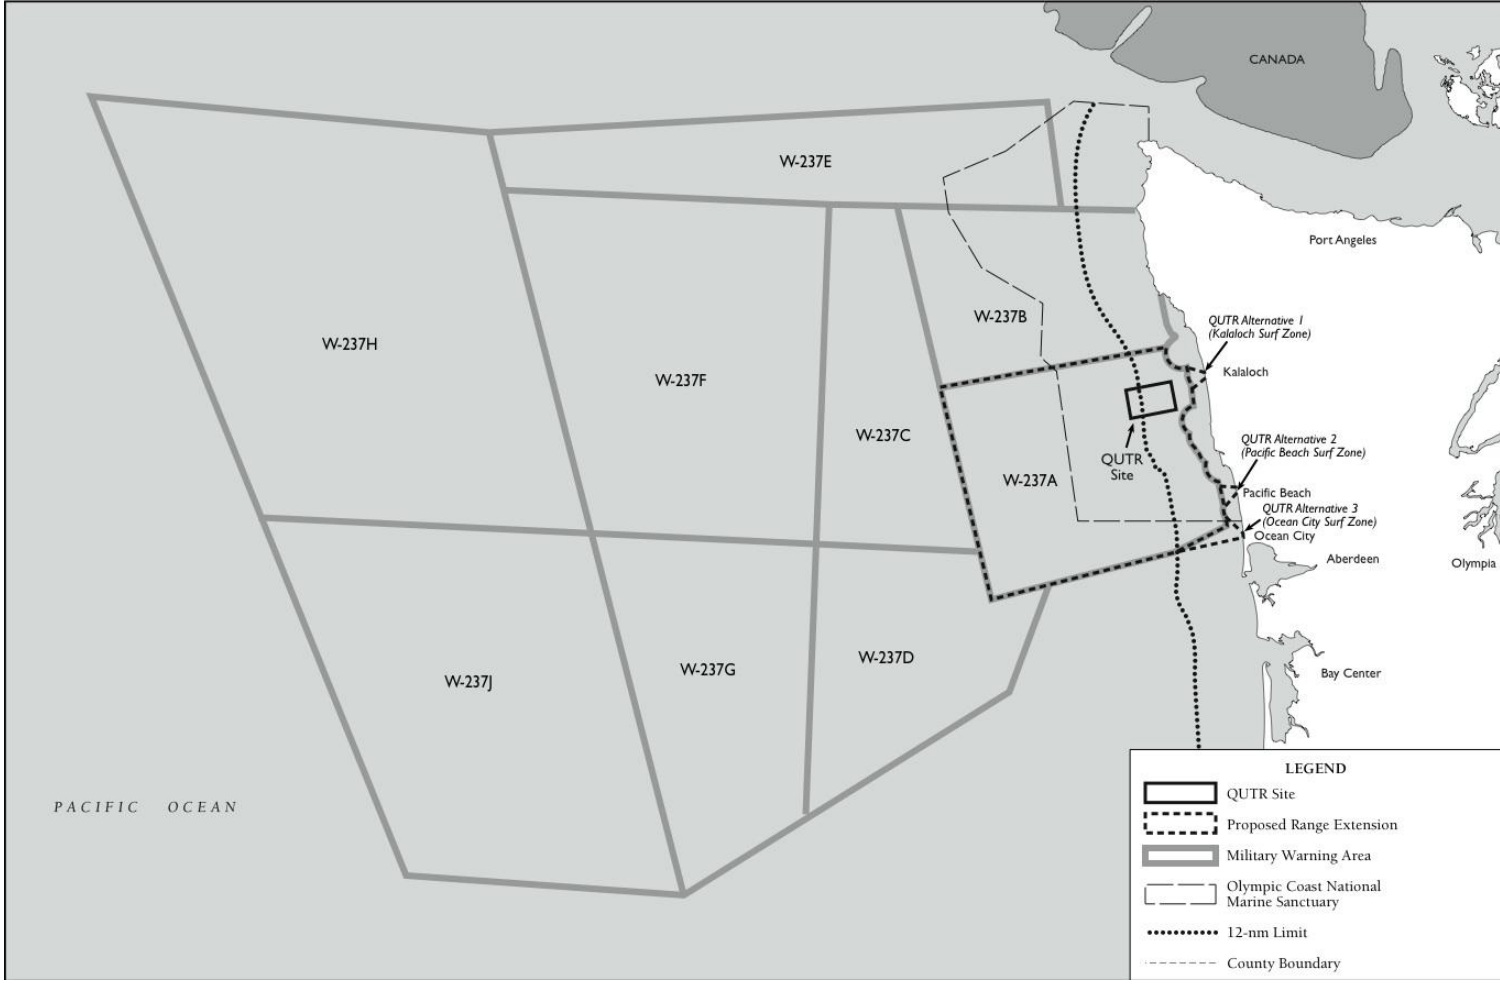 CANADA
W-237E
Port Angeles
W-237B
QUTR Alternative 1
(Kalaloch Surf Zone)
W-237H
Kalaloch
W-237F
W-237C
QUTR Alternative 2
(Pacific Beach Surf Zone)
QUTR
Site
W-237A
Pacific Beach
QUTR Alternative 3
(Ocean City Surf Zone)
Ocean City
Aberdeen
Olympia
W-237D
W-237G
W-237J
Bay Center
PACIFIC OCEAN
LEGEND
QUTR Site
Proposed Range Extension
Military Warning Area
Olympic Coast National
Marine Sanctuary
12-nm Limit
County Boundary